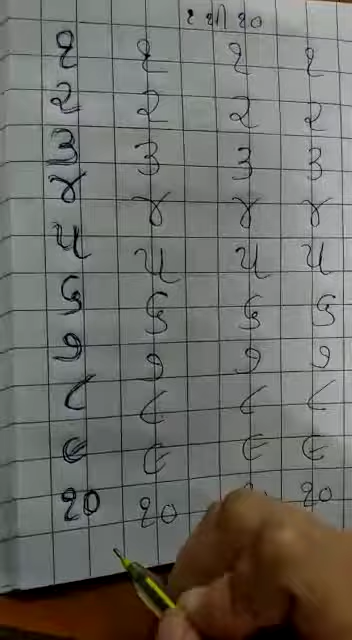 ૧ થી ૧૦
૧ ૧ ૧ ૧
૨ ૨ ૨ ૨
૩ ૩ ૩ ૩
૪ ૪ ૪ ૪
૫ ૫ ૫ ૫
૬ ૬ ૬ ૬
૭ ૭ ૭ ૭
૮ ૮ ૮ ૮
૯ ૯ ૯ ૯
૧૦ ૧૦ ૧૦